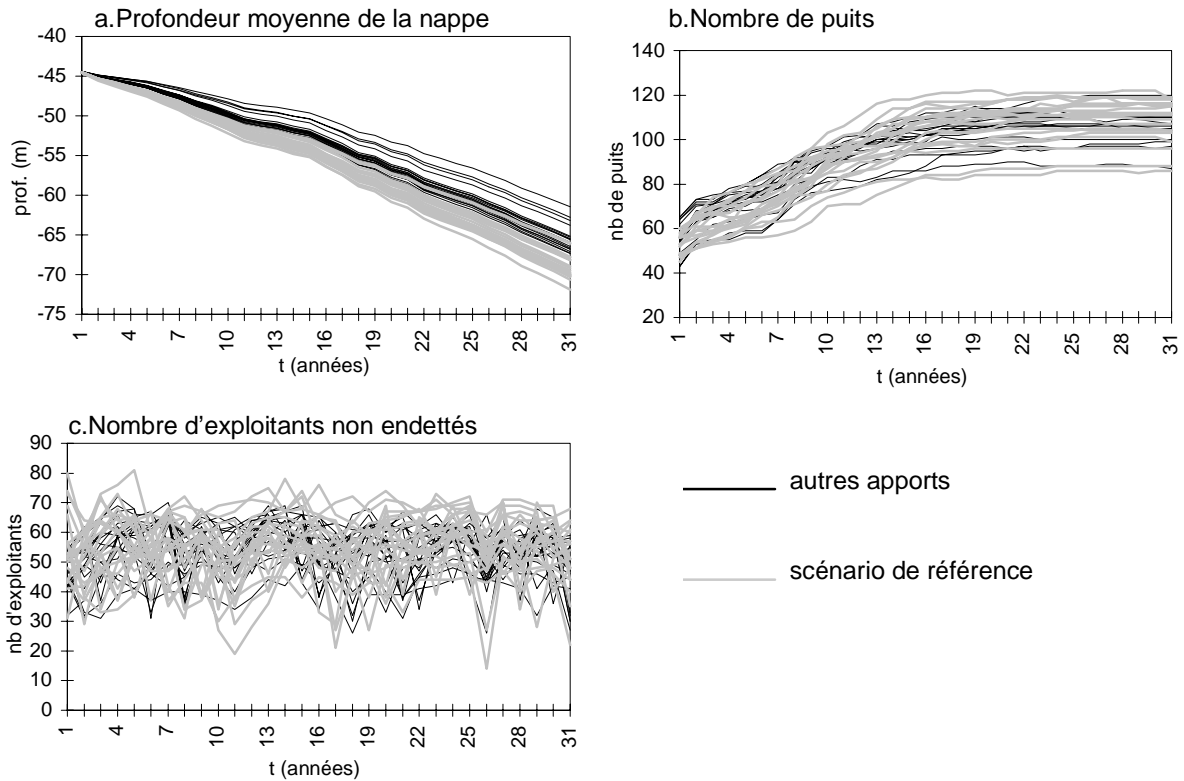 a.Profondeur moyenne de la nappe
-40
-45
-50
-55
-60
-65
-70
-75
prof. (m)
1 4 7 10 13 16 19 22 25 28 31
t (années)
b.Nombre de puits
140
120
100
80
60
40
20
nb de puits
1 4 7 10 13 16 19 22 25 28 31
t (années)
c.Nombre d'exploitants non endettés
90
80
70
60
50
40
30
20
10
0
nb d'exploitants
1 4 7 10 13 16 19 22 25 28 31
t (années)
autres apports
scénario de référence